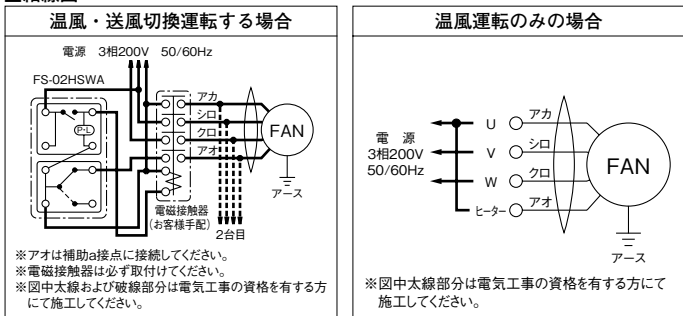 温風・送風切換運転する場合
電源 3相200V 50/60Hz
FS-02HSWA
P-L
アカ
シロ
クロ
アオ
FAN
アース
電磁接触器
(お客様手配)
2台目
※アオは補助a接点に接続してください。
※電磁接触器は必ず取付けてください。
※図中太線および破線部分は電気工事の資格を有する方
にて施工してください。
温風運転のみの場合
電 源
3相200V
50/60Hz
U アカ
V シロ
W クロ
ヒーター アオ
FAN
アース
※図中太線部分は電気工事の資格を有する方にて
施工してください。